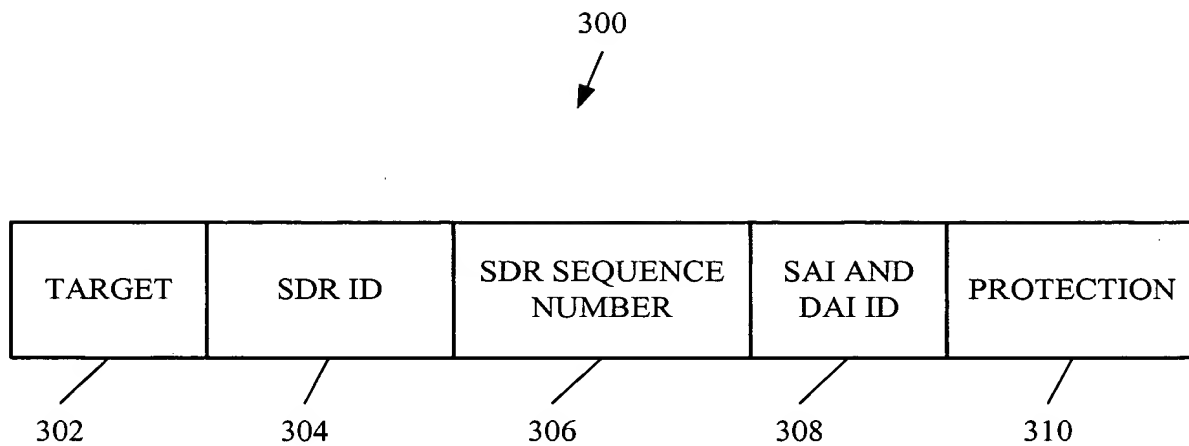 300
TARGET
SDR ID
SDR SEQUENCE
NUMBER
SAI AND
DAI ID
PROTECTION
302
304
306
308
310